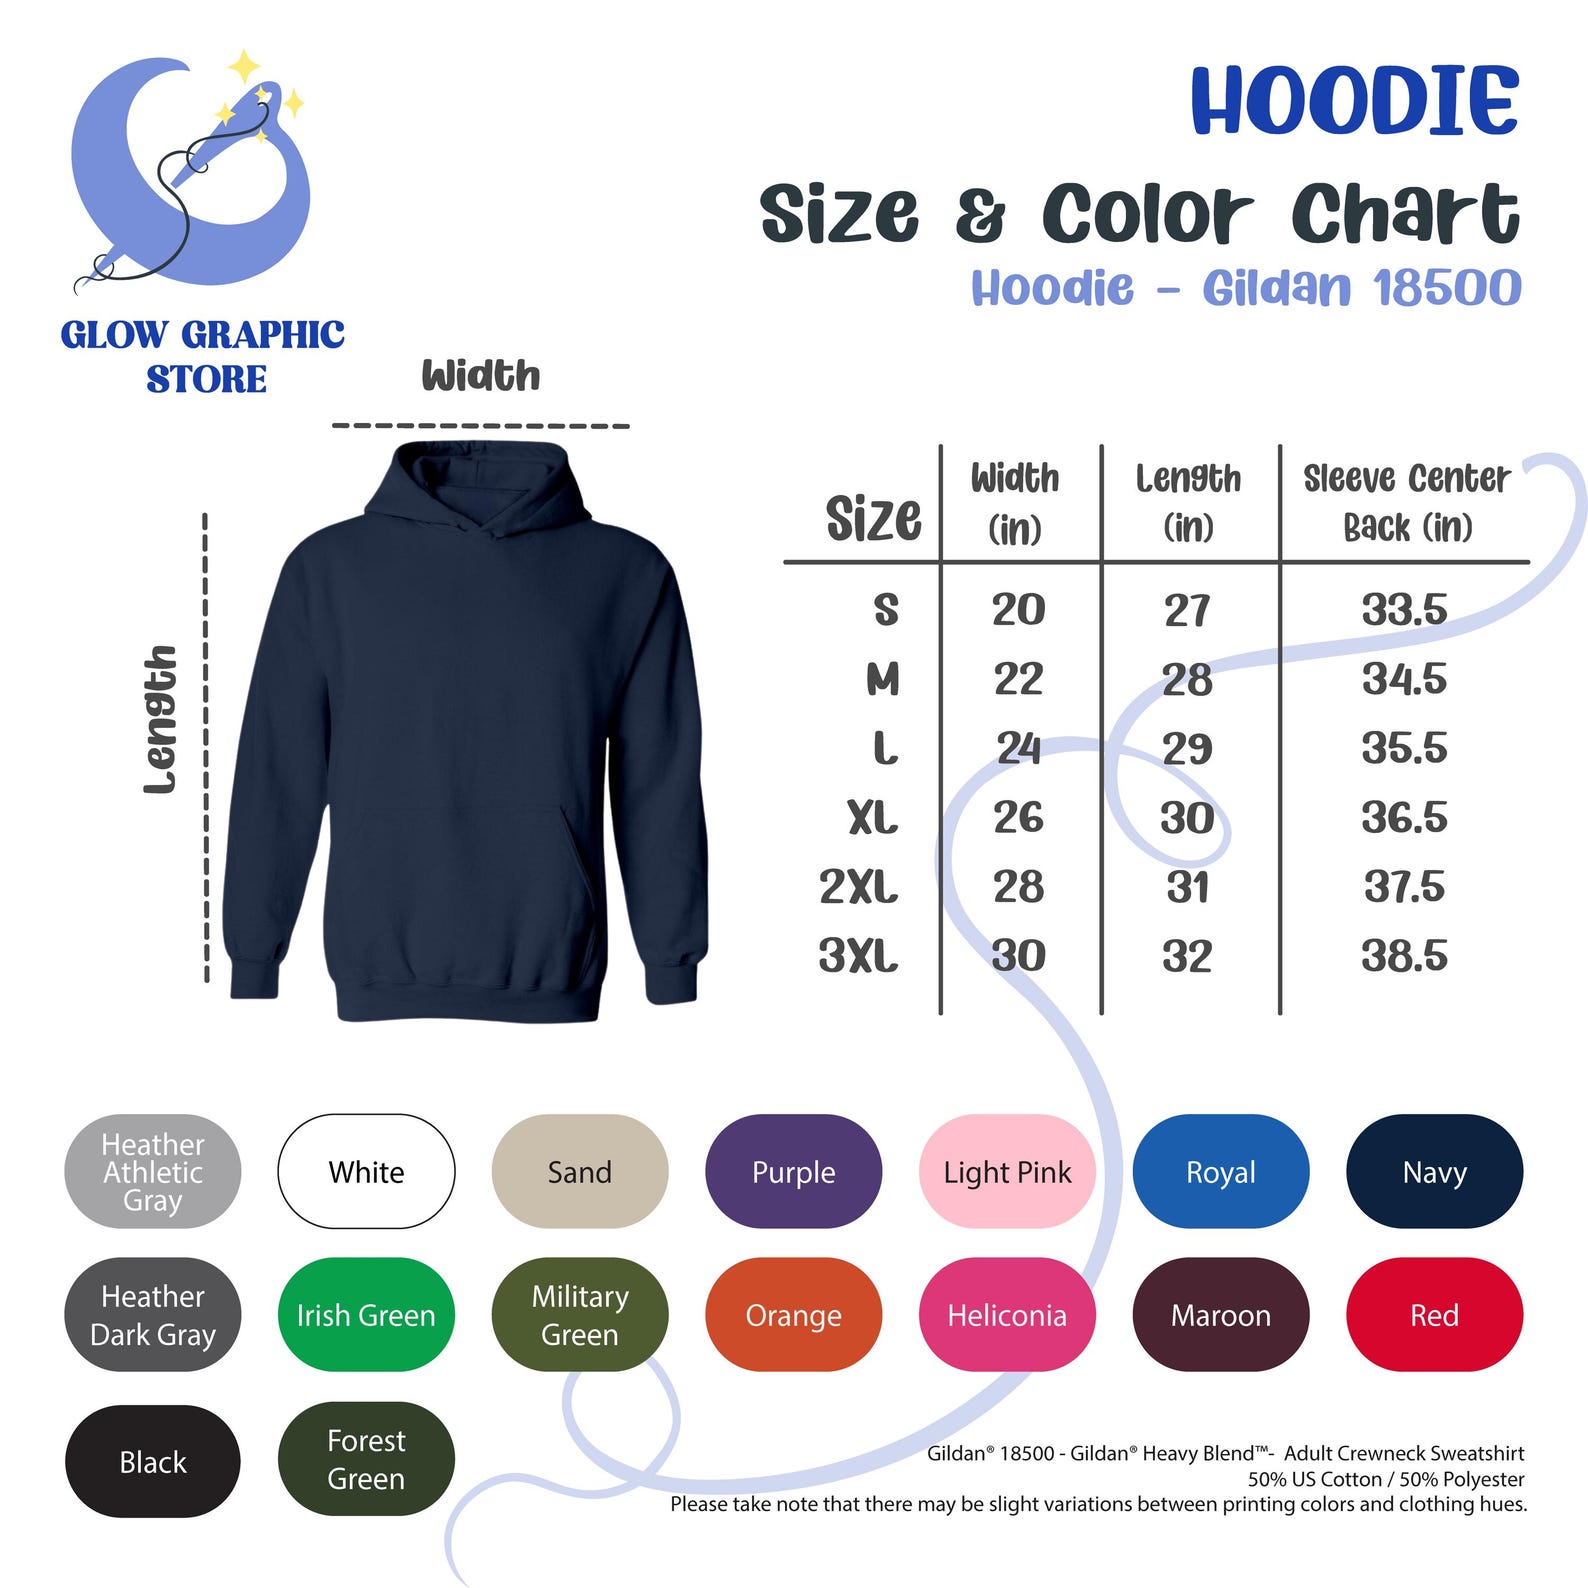 HOODIE
Size & Color Chart
Hoodie - Gildan 18500
GLOW GRAPHIC
STORE
Width
Length
Size Width (in) Length (in) Sleeve Center Back (in)
S 20 27 33.5
M 22 28 34.5
L 24 29 35.5
XL 26 30 36.5
2XL 28 31 37.5
3XL 30 32 38.5
Heather
Athletic
Gray
White
Sand
Purple
Light Pink
Royal
Navy
Heather
Dark Gray
Irish Green
Military
Green
Orange
Heliconia
Maroon
Red
Black
Forest
Green
Gildan® 18500 - Gildan® Heavy Blend™- Adult Crewneck Sweatshirt
50% US Cotton / 50% Polyester
Please take note that there may be slight variations between printing colors and clothing hues.